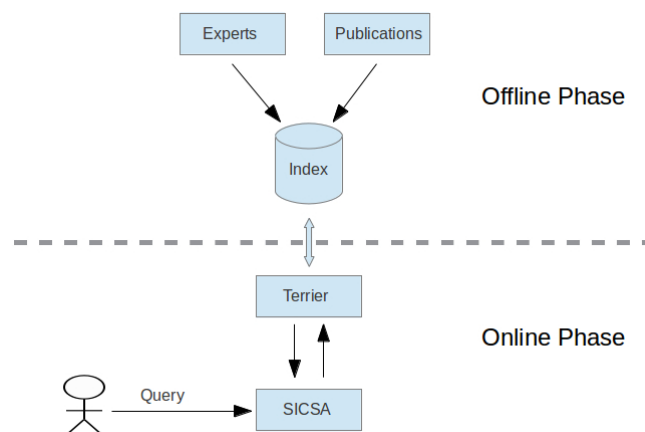 Experts
Publications
Offline Phase
Index
Terrier
Online Phase
Query
SICSA